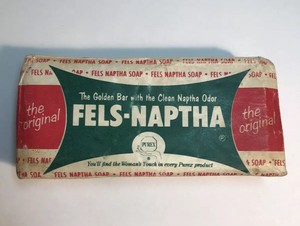 FELS NAPTHA SOAP • FELS NAPTHA SOAP
The Golden Bar with the Clean Naptha Odor
FELS-NAPTHA
the original
the original
PUREX
You'll find the Woman's Touch in every Purex product
FELS NAPTHA SOAP